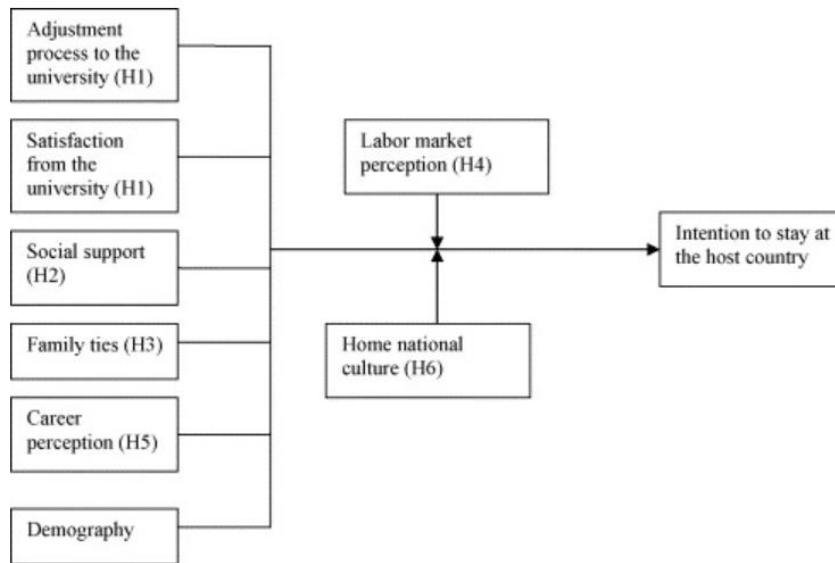 Adjustment
process to the
university (H1)
Satisfaction
from the
university (H1)
Social support
(H2)
Family ties (H3)
Career
perception (H5)
Demography
Labor market
perception (H4)
Home national
culture (H6)
Intention to stay at
the host country